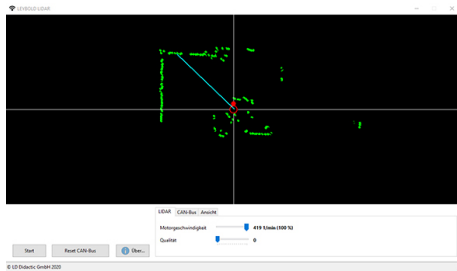 LEYBOLD LIDAR
LIDAR CAN-Bus Ansicht
Motorgeschwindigkeit 419 1/min (100 %)
Qualität 0
Start Reset CAN-Bus Über...
© LD Didactic GmbH 2020